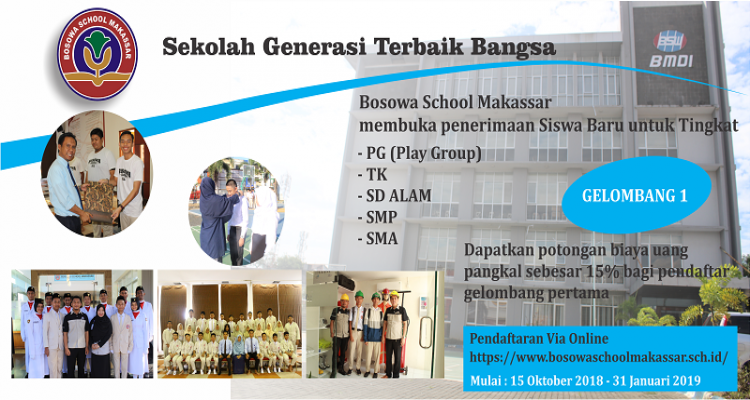 BOSOWA SCHOOL MAKASSAR
Sekolah Generasi Terbaik Bangsa
BSW
BMDI
Bosowa School Makassar
membuka penerimaan Siswa Baru untuk Tingkat
- PG (Play Group)
- TK
- SD ALAM
- SMP
- SMA
GELOMBANG 1
Dapatkan potongan biaya uang
pangkal sebesar 15% bagi pendaftar
gelombang pertama
Pendaftaran Via Online
https://www.bosowaschoolmakassar.sch.id/
Mulai : 15 Oktober 2018 - 31 Januari 2019